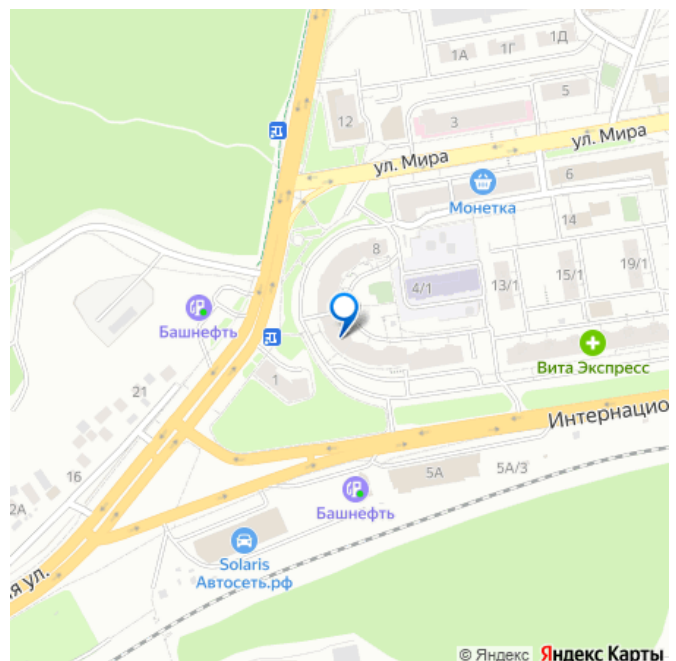 1Д
1Г
1А
5
12
3
ул. Мира
ул. Мира
6
Монетка
14
8
4/1
13/1
15/1
19/1
Башнефть
Вита Экспресс
1
21
Интернацио
16
5А
5А/3
2А
Башнефть
Solaris
Автосеть.рф
я ул.
© Яндекс Яндекс Карты